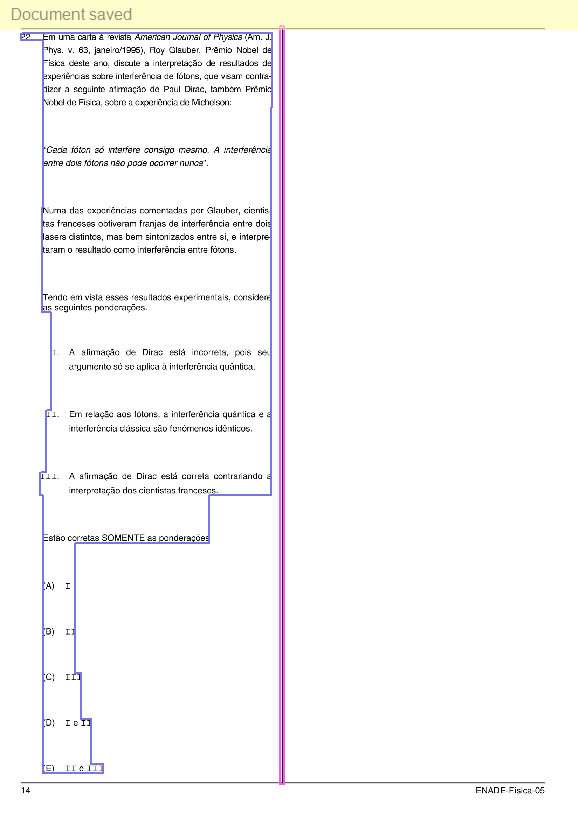 Document saved
22. Em uma carta à revista American Journal of Physics (Am. J.
Phys. v. 63, janeiro/1995), Roy Glauber, Prêmio Nobel de
Física deste ano, discute a interpretação de resultados de
experiências sobre interferência de fótons, que visam contra-
dizer a seguinte afirmação de Paul Dirac, também Prêmio
Nobel de Física, sobre a experiência de Michelson:
"Cada fóton só interfere consigo mesmo. A interferência
entre dois fótons não pode ocorrer nunca".
Numa das experiências comentadas por Glauber, cientis-
tas franceses obtiveram franjas de interferência entre dois
lasers distintos, mas bem sintonizados entre si, e interpre-
taram o resultado como interferência entre fótons.
Tendo em vista esses resultados experimentais, considere
as seguintes ponderações.
I. A afirmação de Dirac está incorreta, pois seu
argumento só se aplica à interferência quântica.
II. Em relação aos fótons, a interferência quântica e a
interferência clássica são fenômenos idênticos.
III. A afirmação de Dirac está correta contrariando a
interpretação dos cientistas franceses.
Estão corretas SOMENTE as ponderações
(A) I
(B) II
(C) III
(D) I e II
(E) II e III
14 ENADE-Física-05